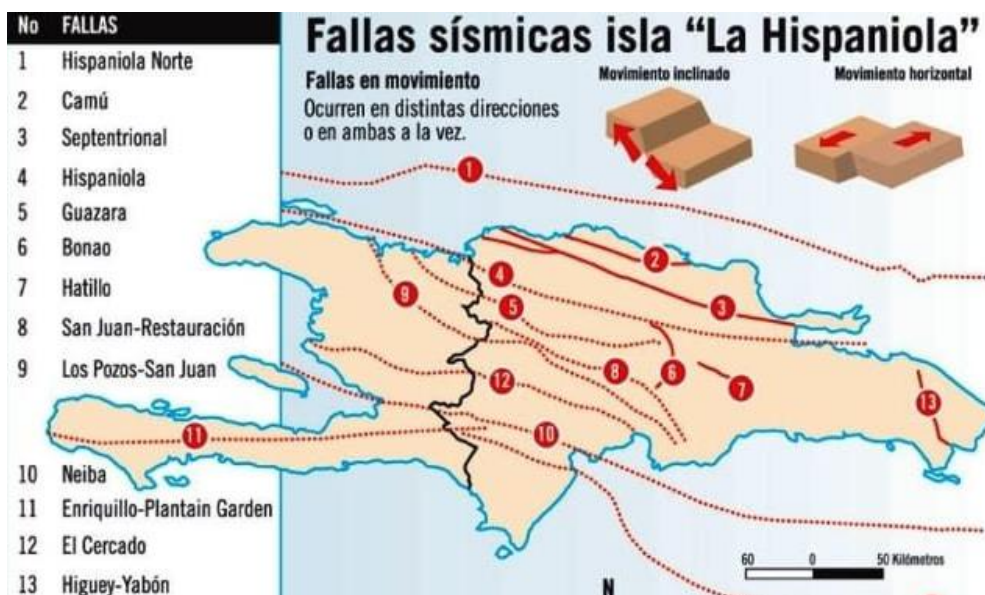 No FALLAS
1 Hispaniola Norte
2 Camú
3 Septentrional
4 Hispaniola
5 Guazara
6 Bonao
7 Hatillo
8 San Juan-Restauración
9 Los Pozos-San Juan
10 Neiba
11 Enriquillo-Plantain Garden
12 El Cercado
13 Higuey-Yabón
Fallas sísmicas isla “La Hispaniola”
Fallas en movimiento
Ocurren en distintas direcciones
o en ambas a la vez.
Movimiento inclinado
Movimiento horizontal
1
2
4
9
3
5
8
6
12
7
13
11
10
60 0 50 Kilómetros
N